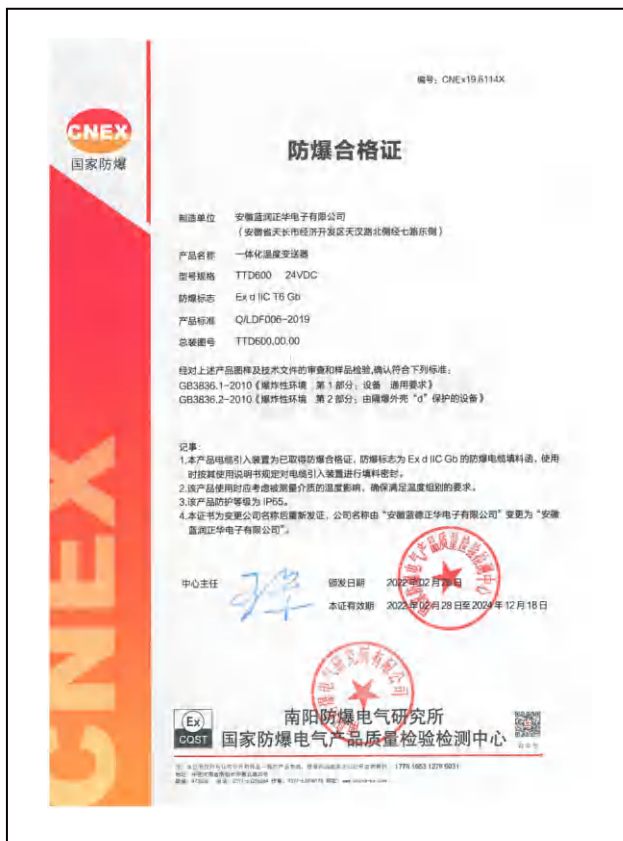 编号：CNEx19.6114X
CNEX
国家防爆
防爆合格证
制造单位 安徽蓝润正华电子有限公司
（安徽省天长市经济开发区天汉路北侧经七路东侧）
产品名称 一体化温度变送器
型号规格 TTD600 24VDC
防爆标志 Ex d IIC T6 Gb
产品标准 Q/LDF006-2019
总装图号 TTD600.00.00
经对上述产品图样及技术文件的审查和样品检验,确认符合下列标准：
GB3836.1-2010《爆炸性环境 第1部分：设备 通用要求》
GB3836.2-2010《爆炸性环境 第2部分：由隔爆外壳“d”保护的设备》
记事：
1.本产品电缆引入装置为已取得防爆合格证，防爆标志为 Ex d IIC Gb 的防爆电缆填料函，使用
时按其使用说明书规定对电缆引入装置进行填料密封。
2.该产品使用时应考虑被测量介质的温度影响，确保满足温度组别的要求。
3.该产品防护等级为 IP65。
4.本证书为变更公司名称后重新发证，公司名称由“安徽蓝德正华电子有限公司”变更为“安徽
蓝润正华电子有限公司”。
中心主任
颁发日期 2022年02月28日
本证有效期 2022年02月28日至2024年12月18日
CNEX
Ex
CQST
南阳防爆电气研究所
国家防爆电气产品质量检验检测中心